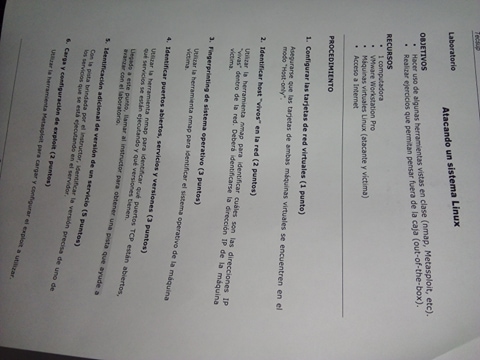 Tecsup
Laboratorio
Atacando un sistema Linux
OBJETIVOS
• Hacer uso de algunas herramientas vistas en clase (nmap, Metasploit, etc).
• Realizar ejercicios que permitan pensar fuera de la caja (out-of-the-box).
RECURSOS
• 1 computadora
• VMware Workstation Pro
• Máquinas virtuales Linux (atacante y víctima)
• Acceso a Internet
PROCEDIMIENTO
1. Configurar las tarjetas de red virtuales (1 punto)
Asegurarse que las tarjetas de ambas máquinas virtuales se encuentren en el
modo "host-only".
2. Identificar host "vivos" en la red (2 puntos)
Utilizar la herramienta nmap para identificar cuáles son las direcciones IP
"vivas" dentro de la red. Deberá identificarse la dirección IP de la máquina
víctima.
3. Fingerprinting de sistema operativo (3 puntos)
Utilizar la herramienta nmap para identificar el sistema operativo de la máquina
víctima.
4. Identificar puertos abiertos, servicios y versiones (3 puntos)
Utilizar la herramienta nmap para identificar qué puertos TCP están abiertos,
qué servicios se están ejecutando y qué versiones tienen.
Llegado a este punto, llamar al instructor para obtener una pista que ayude a
avanzar con el laboratorio.
5. Identificación adicional de versión de un servicio (5 puntos)
Con la pista brindada por el instructor, identificar la versión precisa de uno de
los servicios que se está ejecutando en el servidor.
6. Carga y configuración de exploit (2 puntos)
Utilizar la herramienta Metasploit para cargar y configurar el exploit a utilizar.